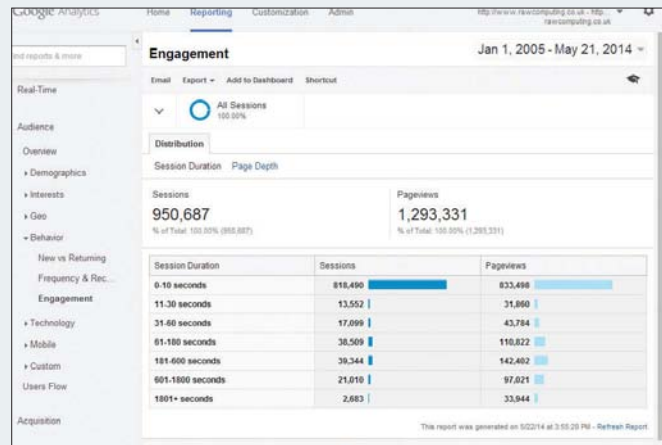 Google Analytics
Home Reporting Customization Admin
http://www.rawcomputing.co.uk - http...
rawcomputing.co.uk
find reports & more
Engagement
Jan 1, 2005 - May 21, 2014
Email Export Add to Dashboard Shortcut
Real-Time
All Sessions
100.00%
Audience
Overview
Demographics
Interests
Geo
Behavior
New vs Returning
Frequency & Rec...
Engagement
Technology
Mobile
Custom
Users Flow
Acquisition
Distribution
Session Duration Page Depth
Sessions Pageviews
950,687 1,293,331
% of Total: 100.00% (950,687) % of Total: 100.00% (1,293,331)
Session Duration Sessions Pageviews
0-10 seconds 818,490 833,498
11-30 seconds 13,552 31,860
31-60 seconds 17,099 43,784
61-180 seconds 38,509 110,822
181-600 seconds 39,344 142,402
601-1800 seconds 21,010 97,021
1801+ seconds 2,683 33,944
This report was generated on 5/22/14 at 3:55:28 PM - Refresh Report